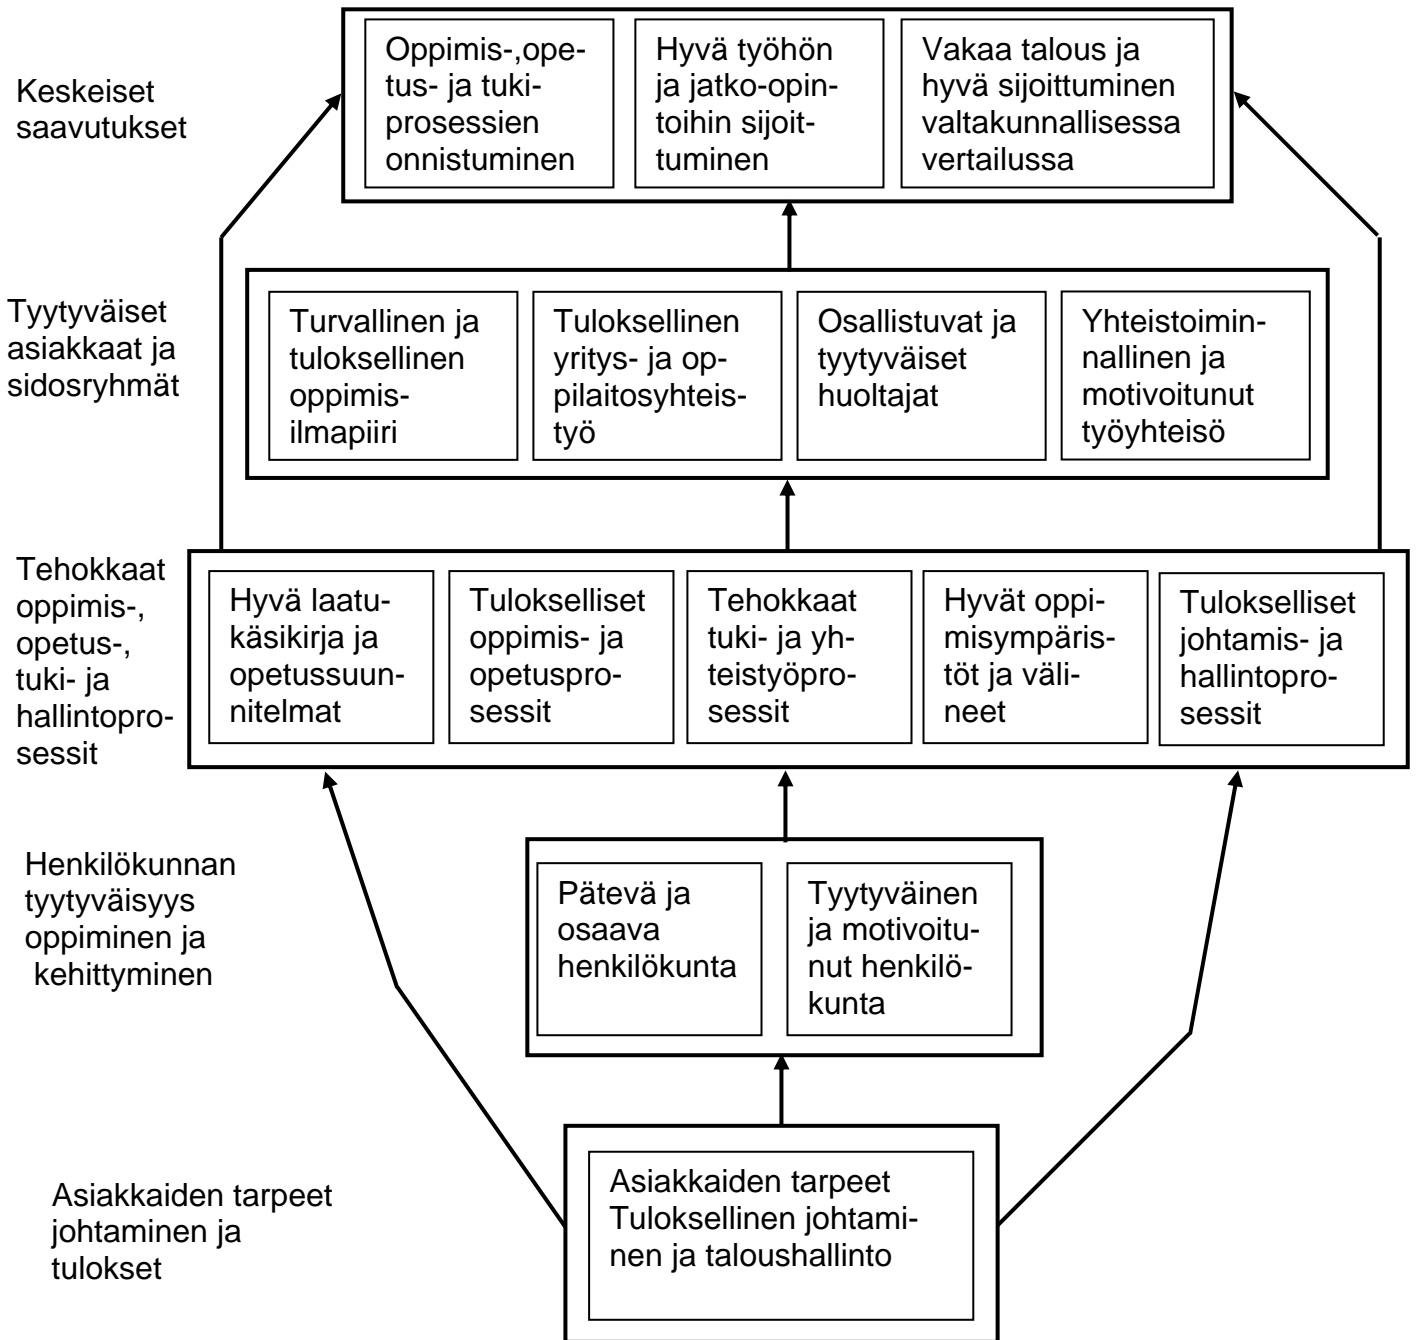 Keskeiset
saavutukset
Oppimis-,ope-
tus- ja tuki-
prosessien
onnistuminen
Hyvä työhön
ja jatko-opin-
toihin sijoit-
tuminen
Vakaa talous ja
hyvä sijoittuminen
valtakunnallisessa
vertailussa
Tyytyväiset
asiakkaat ja
sidosryhmät
Turvallinen ja
tuloksellinen
oppimis-
ilmapiiri
Tuloksellinen
yritys- ja op-
pilaitosyhteis-
työ
Osallistuvat ja
tyytyväiset
huoltajat
Yhteistoimin-
nallinen ja
motivoitunut
työyhteisö
Tehokkaat
oppimis-,
opetus-,
tuki- ja
hallintopro-
sessit
Hyvä laatu-
käsikirja ja
opetussuun-
nitelmat
Tulokselliset
oppimis- ja
opetuspro-
sessit
Tehokkaat
tuki- ja yh-
teistyöpro-
sessit
Hyvät oppi-
misympäris-
töt ja väli-
neet
Tulokselliset
johtamis- ja
hallintopro-
sessit
Henkilökunnan
tyytyväisyys
oppiminen ja
kehittyminen
Pätevä ja
osaava
henkilökunta
Tyytyväinen
ja motivoitu-
nut henkilö-
kunta
Asiakkaiden tarpeet
johtaminen ja
tulokset
Asiakkaiden tarpeet
Tuloksellinen johtami-
nen ja taloushallinto